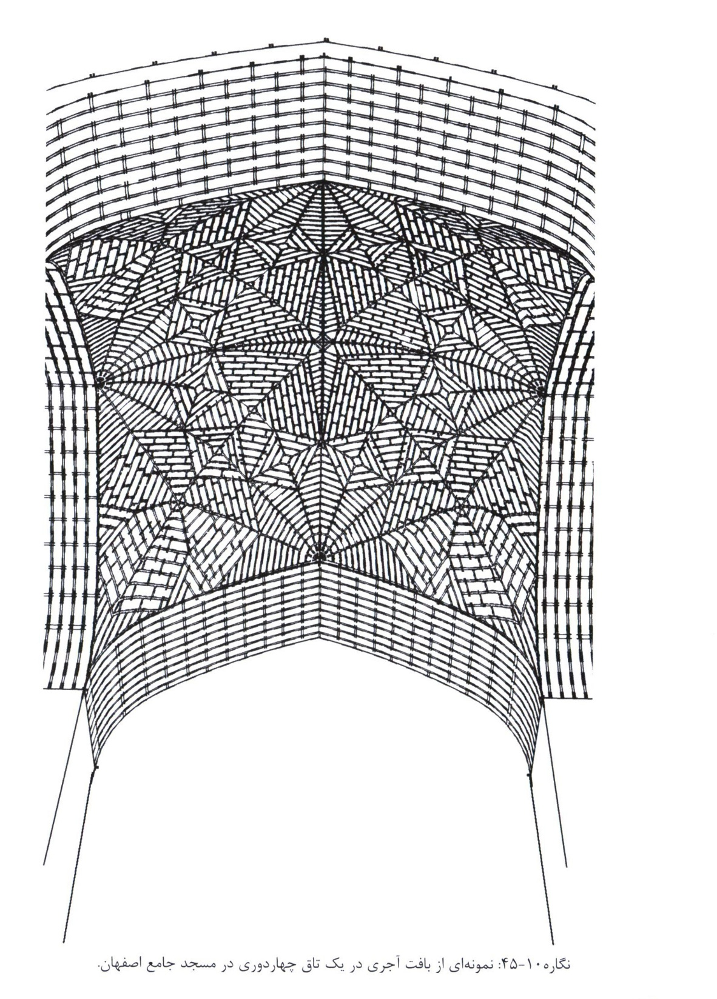 نگاره۱۰-۴۵: نمونه‌ای از بافت آجری در یک تاق چهاردوری در مسجد جامع اصفهان.